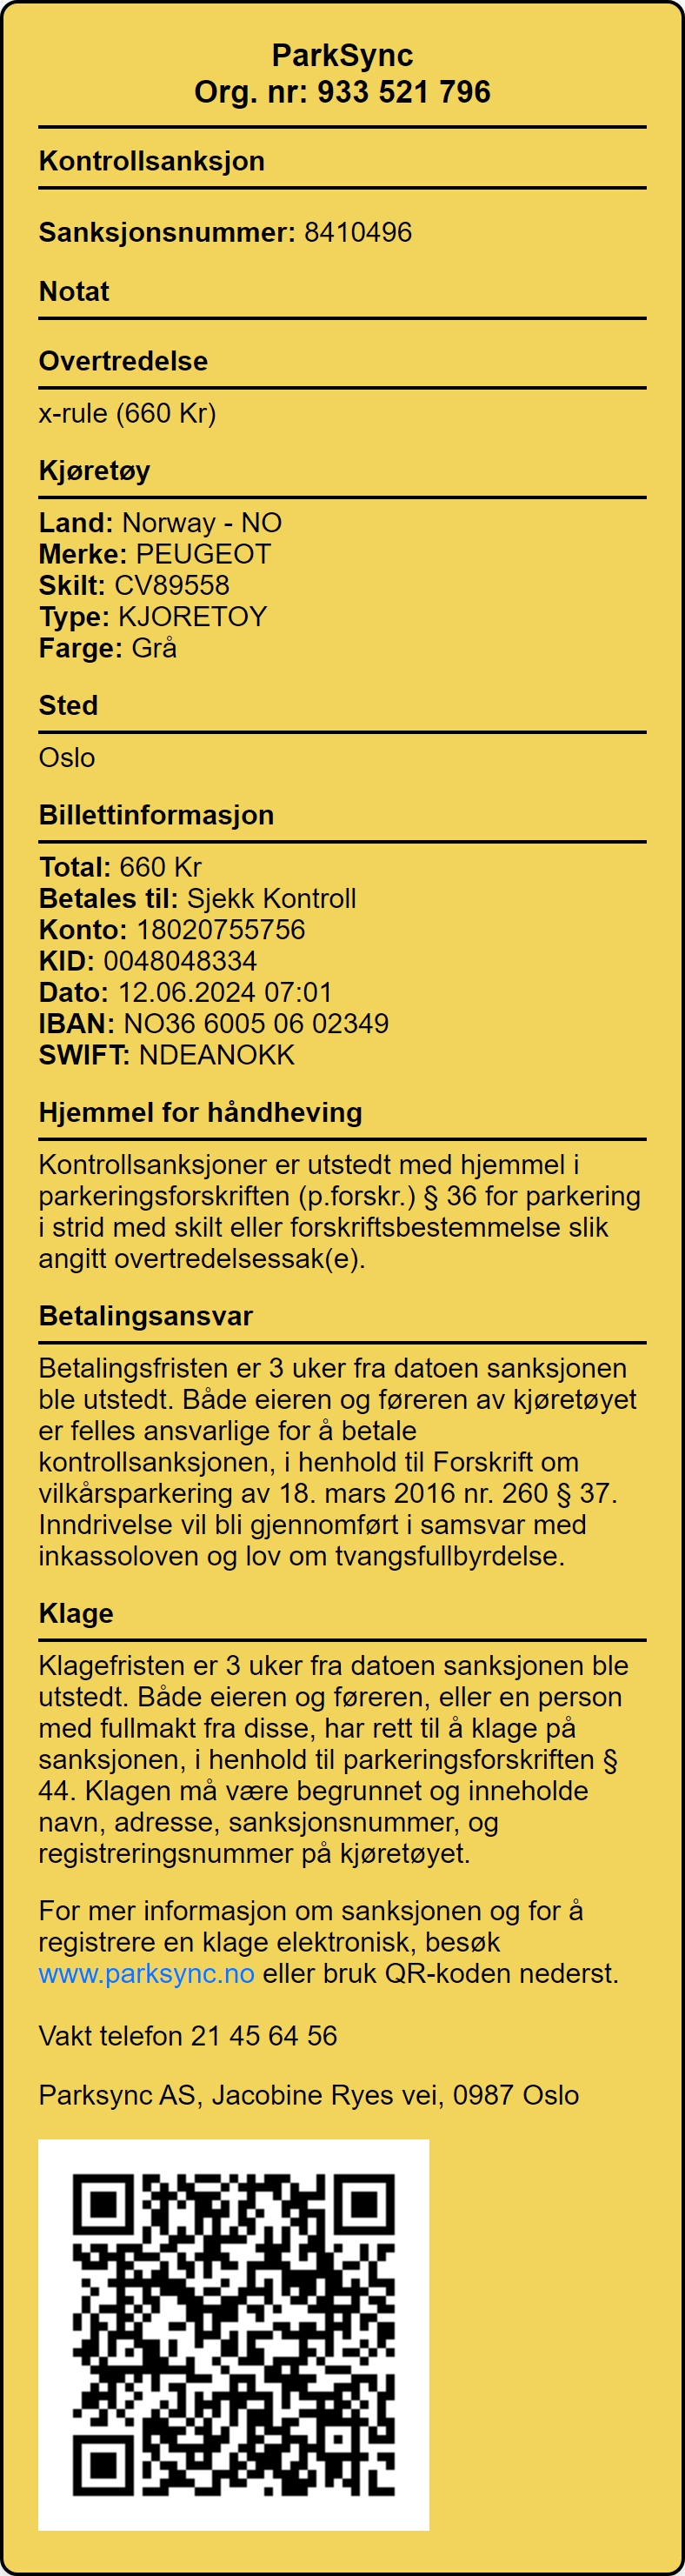 ParkSync
Org. nr: 933 521 796
Kontrollsanksjon
Sanksjonsnummer: 8410496
Notat
Overtredelse
x-rule (660 Kr)
Kjøretøy
Land: Norway - NO
Merke: PEUGEOT
Skilt: CV89558
Type: KJORETOY
Farge: Grå
Sted
Oslo
Billettinformasjon
Total: 660 Kr
Betales til: Sjekk Kontroll
Konto: 18020755756
KID: 0048048334
Dato: 12.06.2024 07:01
IBAN: NO36 6005 06 02349
SWIFT: NDEANOKK
Hjemmel for håndheving
Kontrollsanksjoner er utstedt med hjemmel i
parkeringsforskriften (p.forskr.) § 36 for parkering
i strid med skilt eller forskriftsbestemmelse slik
angitt overtredelsessak(e).
Betalingsansvar
Betalingsfristen er 3 uker fra datoen sanksjonen
ble utstedt. Både eieren og føreren av kjøretøyet
er felles ansvarlige for å betale
kontrollsanksjonen, i henhold til Forskrift om
vilkårsparkering av 18. mars 2016 nr. 260 § 37.
Inndrivelse vil bli gjennomført i samsvar med
inkassoloven og lov om tvangsfullbyrdelse.
Klage
Klagefristen er 3 uker fra datoen sanksjonen ble
utstedt. Både eieren og føreren, eller en person
med fullmakt fra disse, har rett til å klage på
sanksjonen, i henhold til parkeringsforskriften §
44. Klagen må være begrunnet og inneholde
navn, adresse, sanksjonsnummer, og
registreringsnummer på kjøretøyet.
For mer informasjon om sanksjonen og for å
registrere en klage elektronisk, besøk
www.parksync.no eller bruk QR-koden nederst.
Vakt telefon 21 45 64 56
Parksync AS, Jacobine Ryes vei, 0987 Oslo